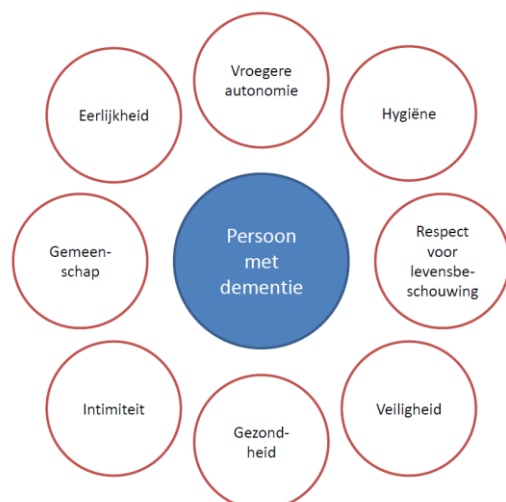 Vroegere
autonomie
Eerlijkheid
Hygiëne
Gemeen-
schap
Persoon
met
dementie
Respect
voor
levensbe-
schouwing
Intimiteit
Veiligheid
Gezond-
heid